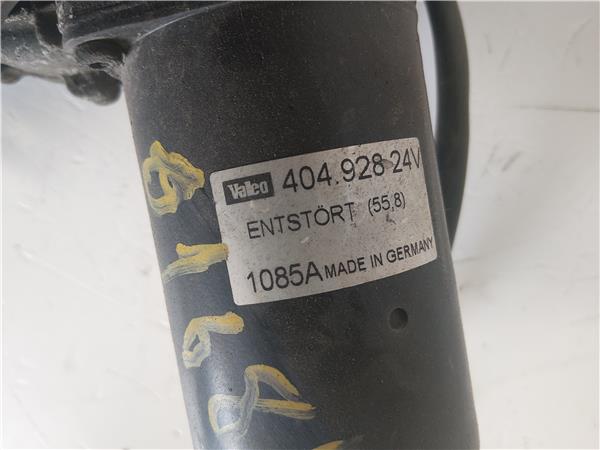 Valeo 404.928 24V
ENTSTÖRT (55,8)
1085A MADE IN GERMANY